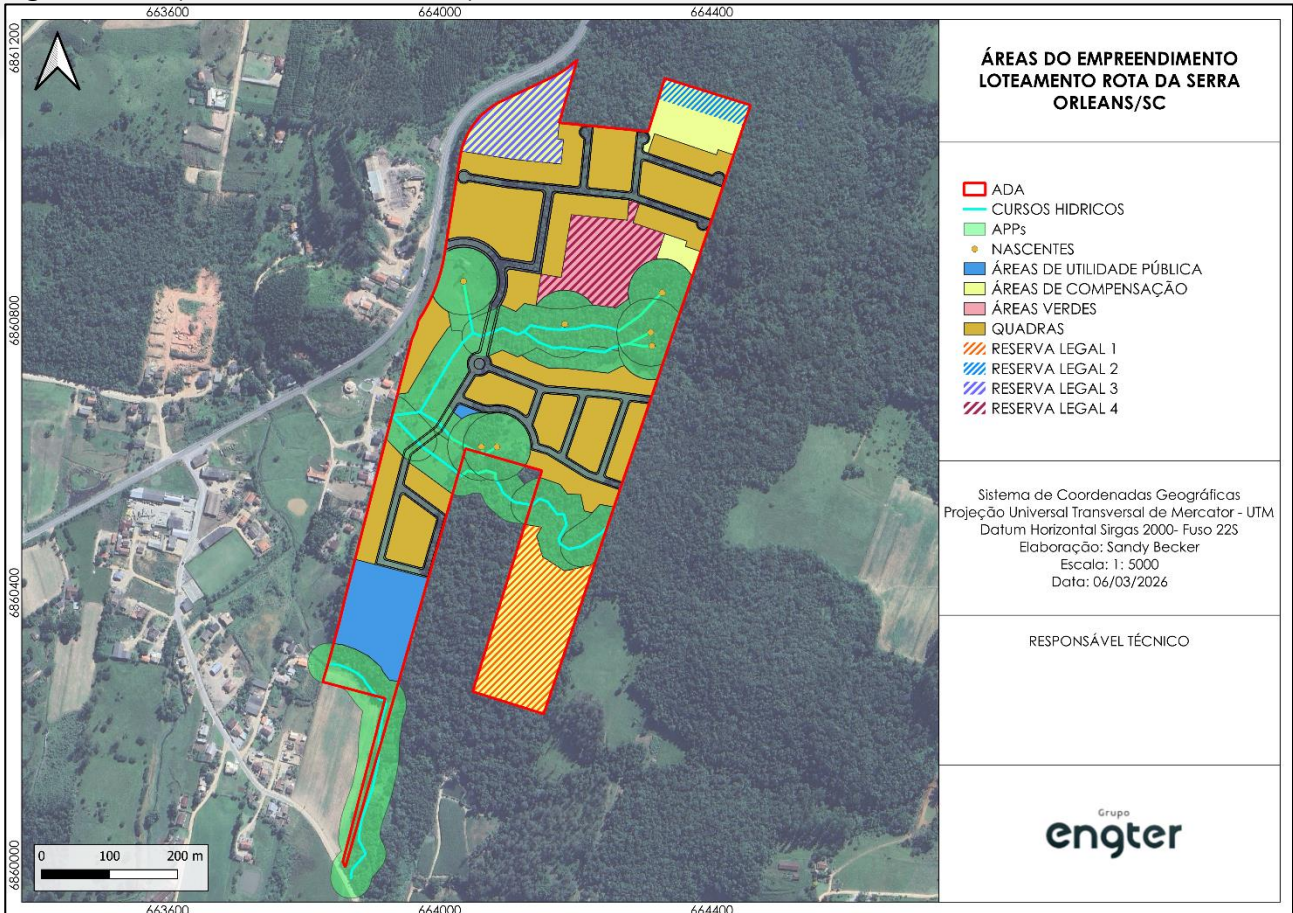 663600
664000
664400
6861200
6860800
6860400
6860000
0 100 200 m
663600
664000
664400
ÁREAS DO EMPREENDIMENTO
LOTEAMENTO ROTA DA SERRA
ORLEANS/SC
ADA
CURSOS HIDRICOS
APPs
NASCENTES
ÁREAS DE UTILIDADE PÚBLICA
ÁREAS DE COMPENSAÇÃO
ÁREAS VERDES
QUADRAS
RESERVA LEGAL 1
RESERVA LEGAL 2
RESERVA LEGAL 3
RESERVA LEGAL 4
Sistema de Coordenadas Geográficas
Projeção Universal Transversal de Mercator - UTM
Datum Horizontal Sirgas 2000- Fuso 22S
Elaboração: Sandy Becker
Escala: 1: 5000
Data: 06/03/2026
RESPONSÁVEL TÉCNICO
Grupo
engter